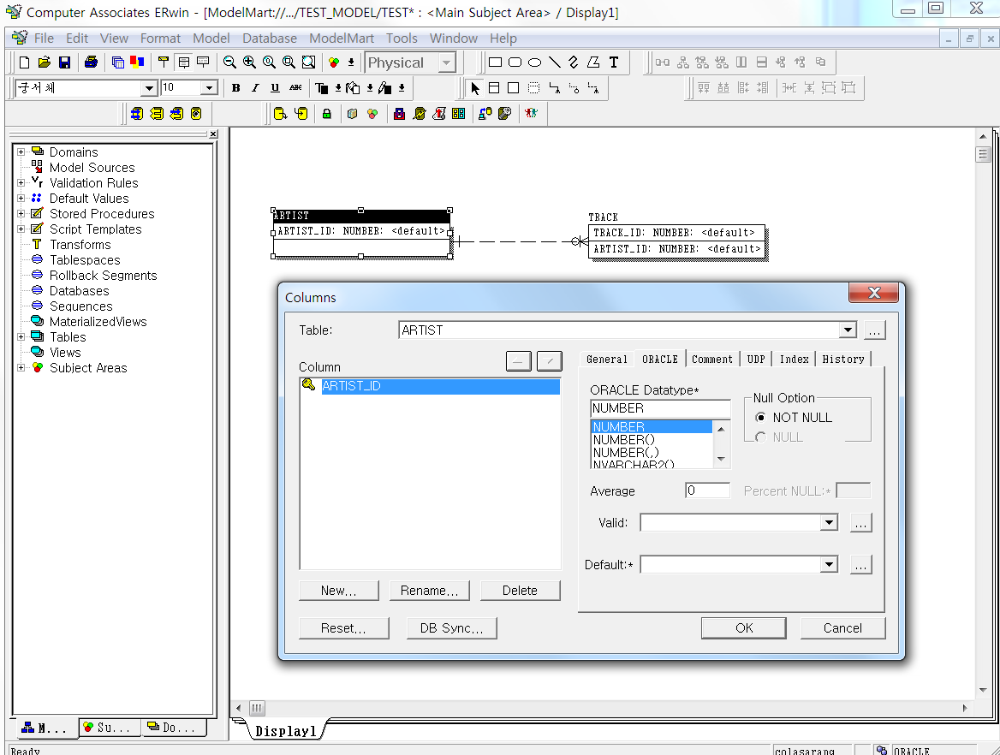 Computer Associates ERwin - [ModelMart://.../TEST_MODEL/TEST* : <Main Subject Area> / Display1]
File Edit View Format Model Database ModelMart Tools Window Help
Physical
T
궁서체 10 B I U ABC
Domains
Model Sources
Validation Rules
Default Values
Stored Procedures
Script Templates
Transforms
Tablespaces
Rollback Segments
Databases
Sequences
MaterializedViews
Tables
Views
Subject Areas
ARTIST
ARTIST_ID: NUMBER: <default>
TRACK
TRACK_ID: NUMBER: <default>
ARTIST_ID: NUMBER: <default>
Columns
Table: ARTIST ...
Column
ARTIST_ID
General ORACLE Comment UDP Index History
ORACLE Datatype*
NUMBER
NUMBER
NUMBER()
NUMBER(,)
NVARCHAR2()
Null Option
NOT NULL
NULL
Average 0 Percent NULL:*
Valid: ...
Default:* ...
New... Rename... Delete
Reset... DB Sync... OK Cancel
M... Su... Do...
Display1
Ready colasarang ORACLE